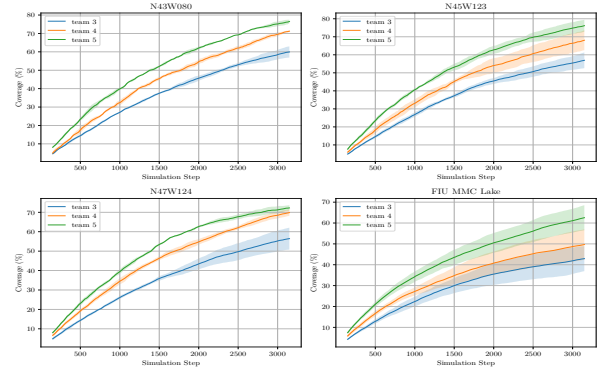 N43W080
80
70
60
50
40
30
20
10
Coverage (%)
team 3
team 4
team 5
500
1000
1500
2000
2500
3000
Simulation Step
N45W123
80
70
60
50
40
30
20
10
Coverage (%)
team 3
team 4
team 5
500
1000
1500
2000
2500
3000
Simulation Step
N47W124
70
60
50
40
30
20
10
Coverage (%)
team 3
team 4
team 5
500
1000
1500
2000
2500
3000
Simulation Step
FIU MMC Lake
70
60
50
40
30
20
10
0
Coverage (%)
team 3
team 4
team 5
500
1000
1500
2000
2500
3000
Simulation Step